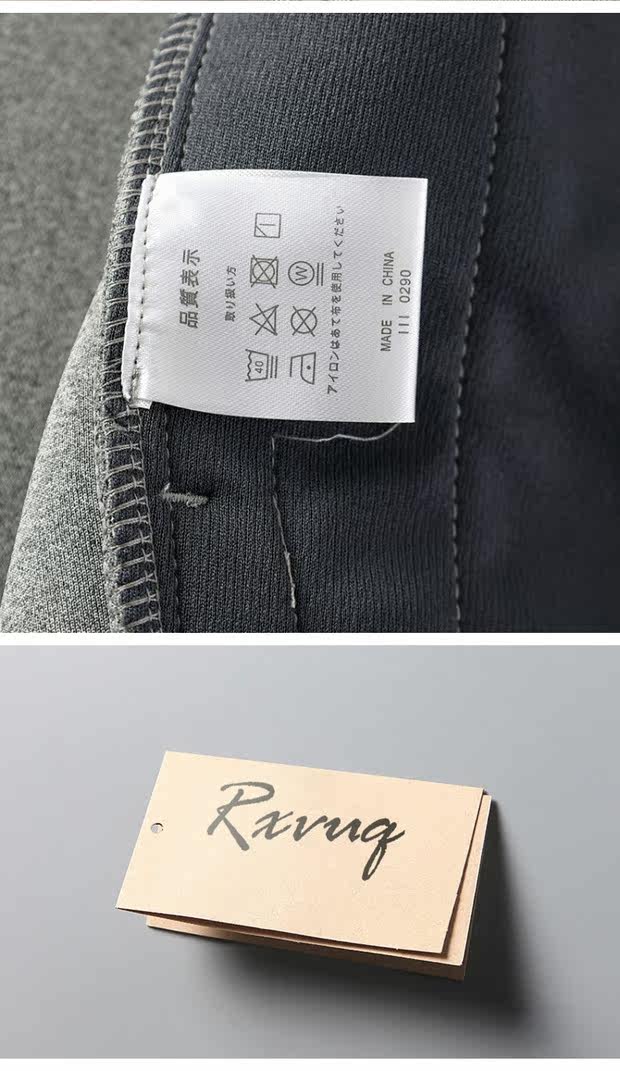 品質表示
取り扱い方
40
W
アイロンはあて布を使用してください
MADE IN CHINA
III 0290
Rxvuq